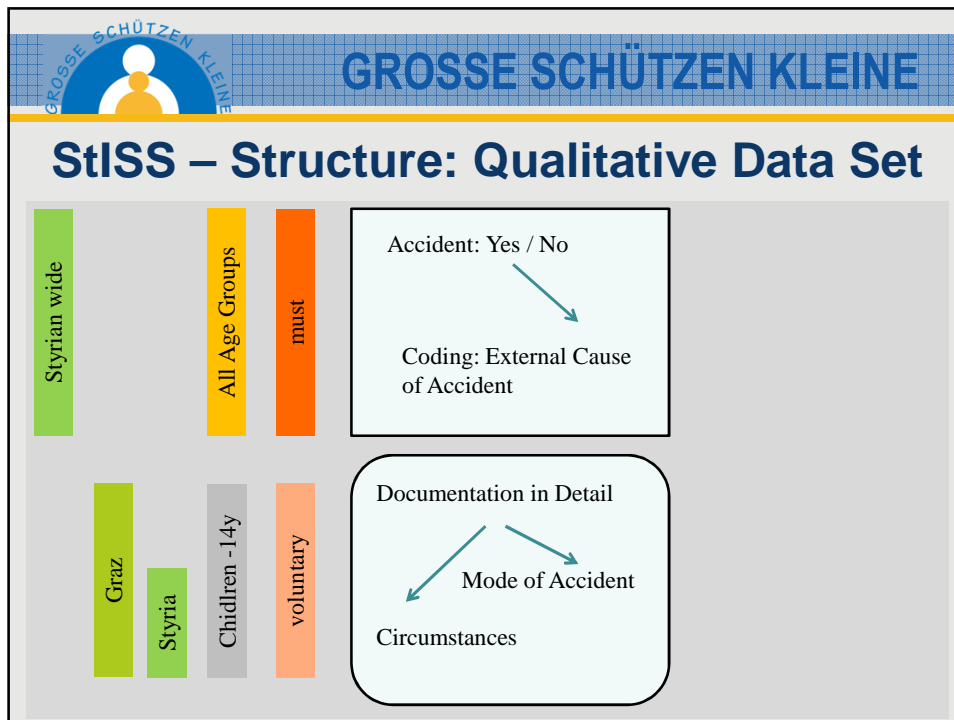 GROSSE SCHÜTZEN KLEINE
GROSSE SCHÜTZEN KLEINE
StISS – Structure: Qualitative Data Set
Styrian wide
All Age Groups
must
Accident: Yes / No
Coding: External Cause
of Accident
Graz
Styria
Chidlren -14y
voluntary
Documentation in Detail
Mode of Accident
Circumstances